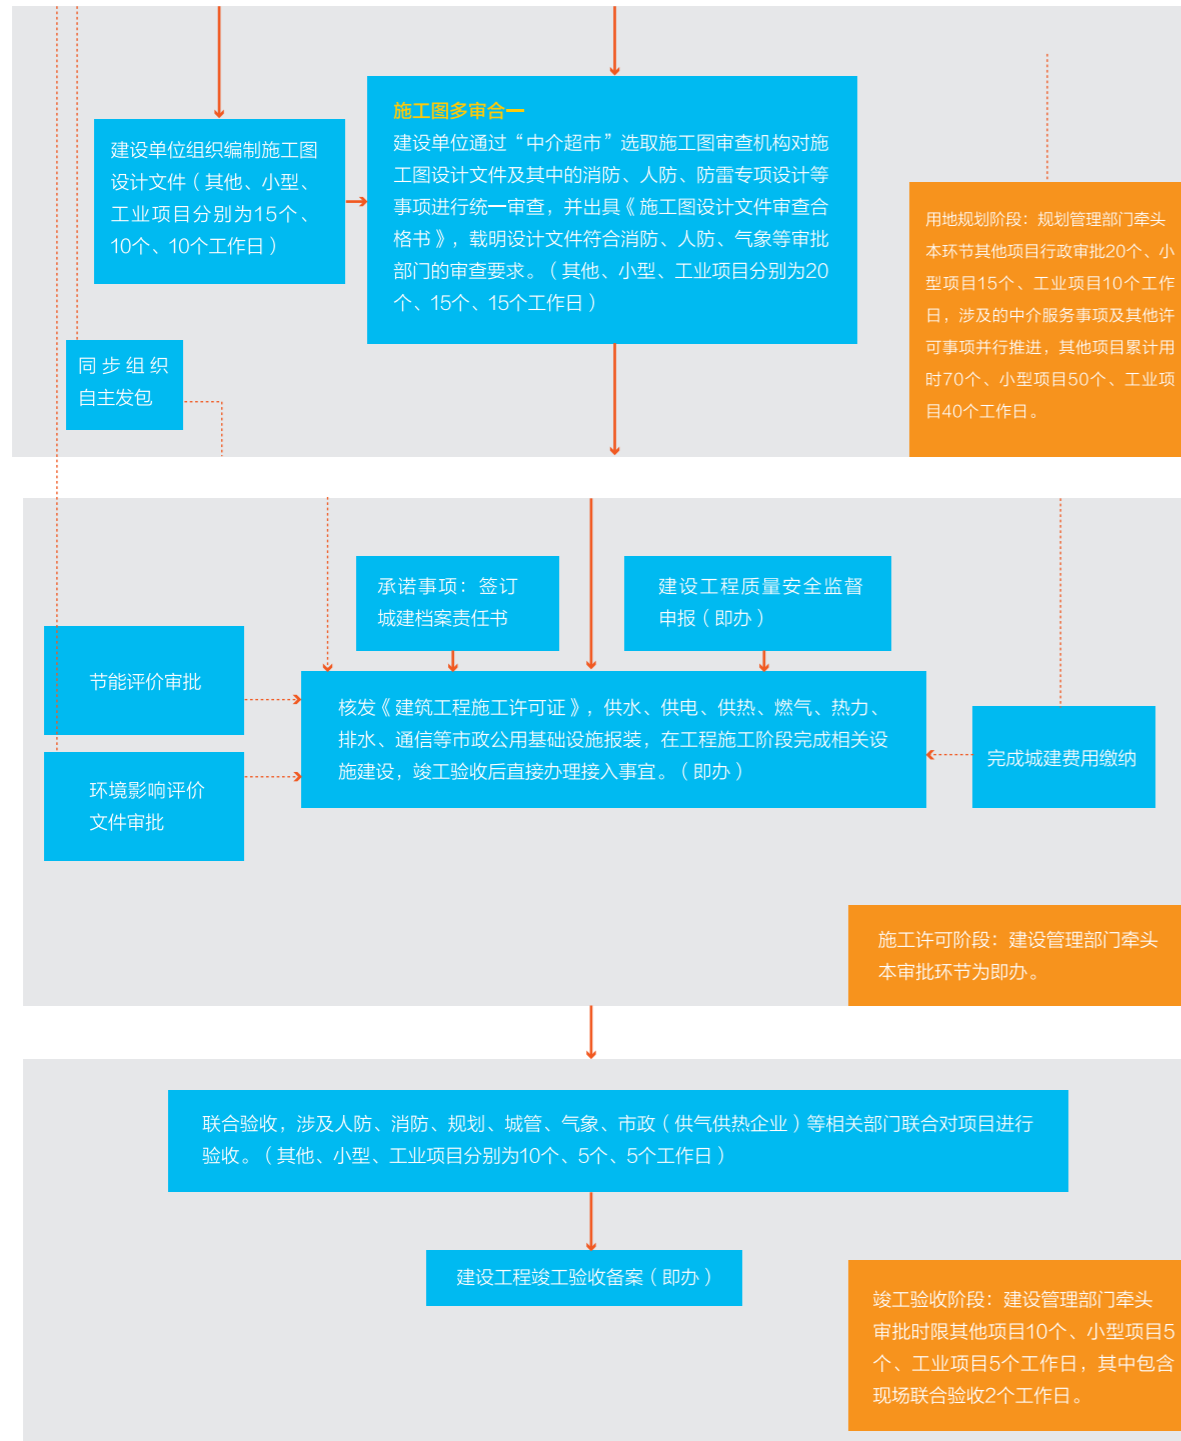 施工图多审合一
建设单位通过“中介超市”选取施工图审查机构对施
工图设计文件及其中的消防、人防、防雷专项设计等
事项进行统一审查，并出具《施工图设计文件审查合
格书》，载明设计文件符合消防、人防、气象等审批
部门的审查要求。（其他、小型、工业项目分别为20
个、15个、15个工作日）
建设单位组织编制施工图
设计文件（其他、小型、
工业项目分别为15个、
10个、10个工作日）
用地规划阶段：规划管理部门牵头
本环节其他项目行政审批20个、小
型项目15个、工业项目10个工作
日，涉及的中介服务事项及其他许
可事项并行推进，其他项目累计用
时70个、小型项目50个、工业项
目40个工作日。
同步组织
自主发包
承诺事项：签订
城建档案责任书
建设工程质量安全监督
申报（即办）
节能评价审批
核发《建筑工程施工许可证》，供水、供电、供热、燃气、热力、
排水、通信等市政公用基础设施报装，在工程施工阶段完成相关设
施建设，竣工验收后直接办理接入事宜。（即办）
完成城建费用缴纳
环境影响评价
文件审批
施工许可阶段：建设管理部门牵头
本审批环节为即办。
联合验收，涉及人防、消防、规划、城管、气象、市政（供气供热企业）等相关部门联合对项目进行
验收。（其他、小型、工业项目分别为10个、5个、5个工作日）
建设工程竣工验收备案（即办）
竣工验收阶段：建设管理部门牵头
审批时限其他项目10个、小型项目5
个、工业项目5个工作日，其中包含
现场联合验收2个工作日。